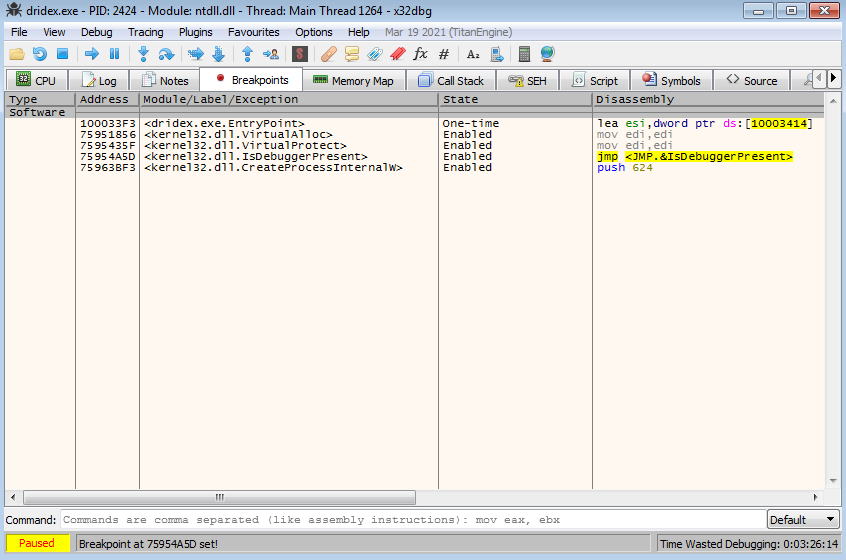 dridex.exe - PID: 2424 - Module: ntdll.dll - Thread: Main Thread 1264 - x32dbg
File View Debug Tracing Plugins Favourites Options Help Mar 19 2021 (TitanEngine)
CPU Log Notes Breakpoints Memory Map Call Stack SEH Script Symbols Source
Type Address Module/Label/Exception State Disassembly
Software
100033F3 <dridex.exe.EntryPoint> One-time lea esi,dword ptr ds:[10003414]
75951856 <kernel32.dll.VirtualAlloc> Enabled mov edi,edi
7595435F <kernel32.dll.VirtualProtect> Enabled mov edi,edi
75954A5D <kernel32.dll.IsDebuggerPresent> Enabled jmp <JMP.&IsDebuggerPresent>
75963BF3 <kernel32.dll.CreateProcessInternalW> Enabled push 624
Command: Commands are comma separated (like assembly instructions): mov eax, ebx Default
Paused Breakpoint at 75954A5D set! Time Wasted Debugging: 0:03:26:14